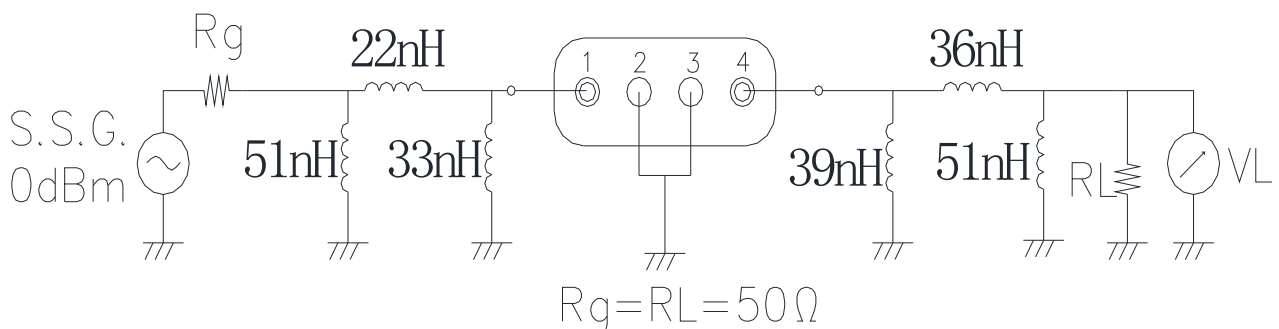 Rg
22nH
36nH
1 2 3 4
S.S.G.
0dBm
51nH
33nH
39nH
51nH
RL
VL
Rg=RL=50Ω